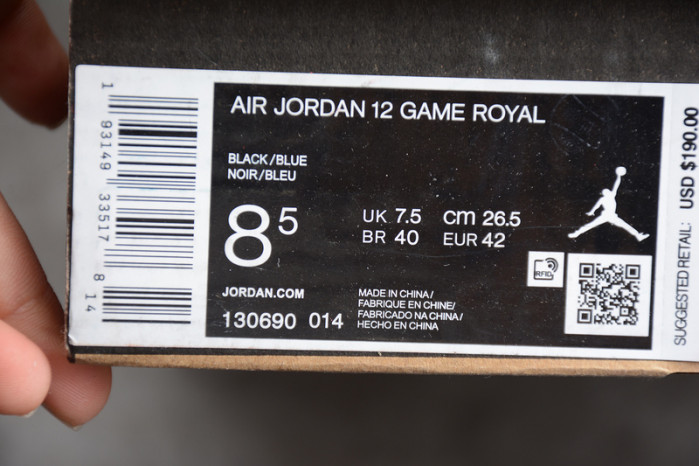 AIR JORDAN 12 GAME ROYAL
BLACK/BLUE
NOIR/BLEU
8 5
UK 7.5 cm 26.5
BR 40 EUR 42
JORDAN.COM
130690 014
MADE IN CHINA/
FABRIQUE EN CHINE/
FABRICADO NA CHINA/
HECHO EN CHINA
RFID
1 93149 33517 8 14
SUGGESTED RETAIL: USD $190.00